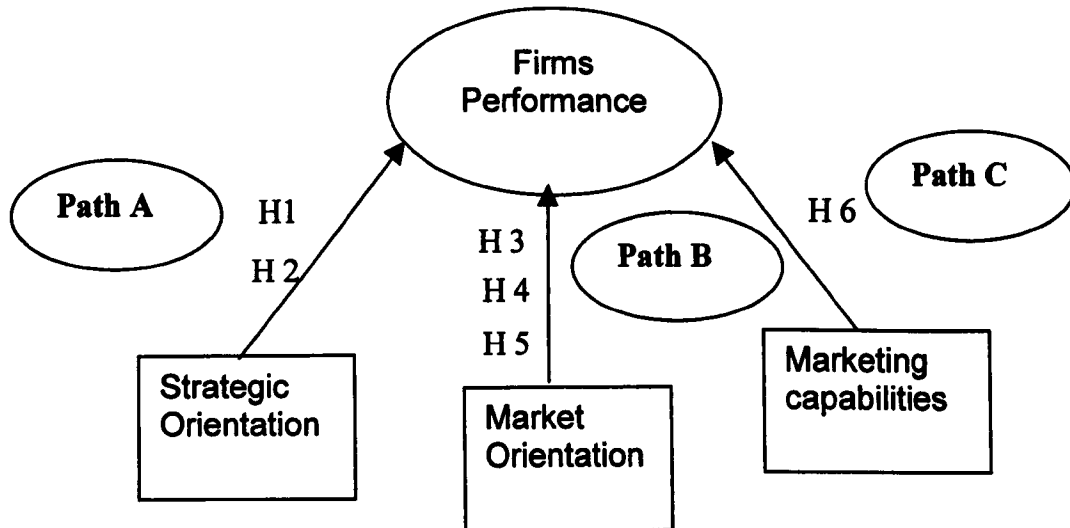 Firms
Performance
Path A
H1
H 2
H 3
H 4
H 5
Path B
H 6
Path C
Strategic
Orientation
Market
Orientation
Marketing
capabilities